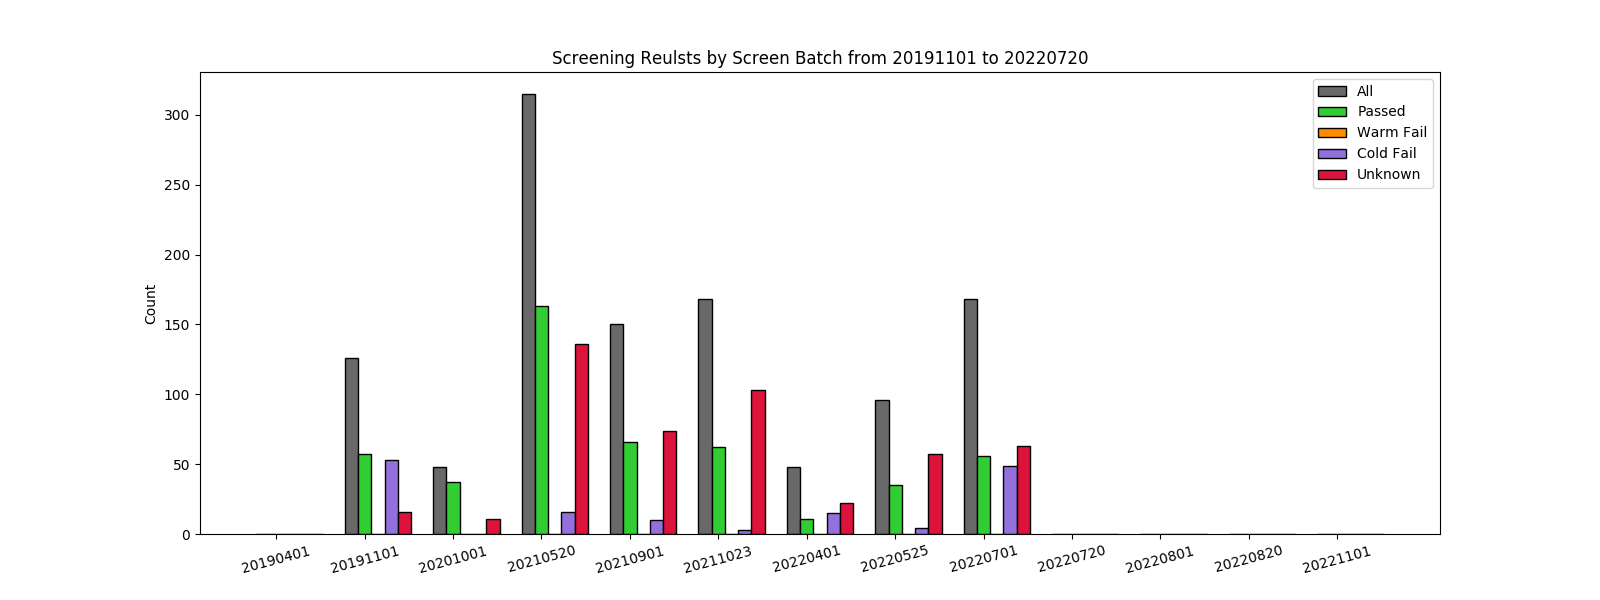 Screening Reulsts by Screen Batch from 20191101 to 20220720
All
Passed
Warm Fail
Cold Fail
Unknown
Count
300
250
200
150
100
50
0
20190401
20191101
20201001
20210520
20210901
20211023
20220401
20220525
20220701
20220720
20220801
20220820
20221101